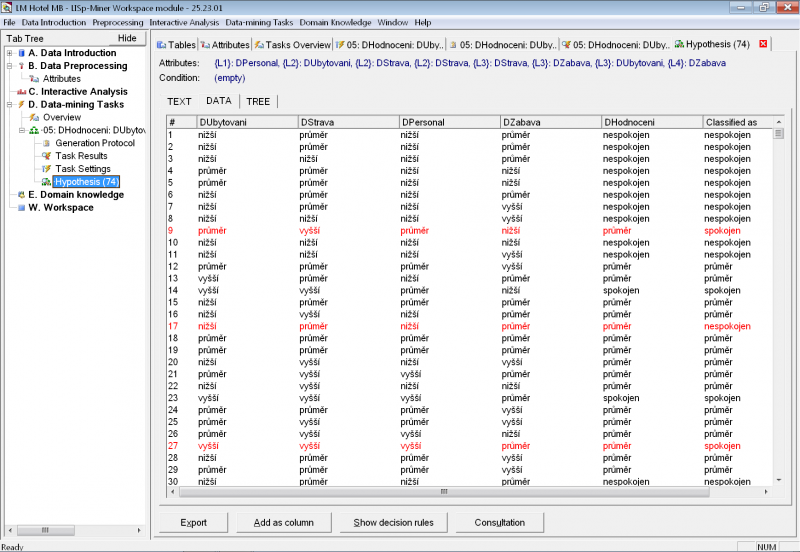 LM Hotel MB - LISp-Miner Workspace module - 25.23.01
File Data Introduction Preprocessing Interactive Analysis Data-mining Tasks Domain Knowledge Window Help
Tab Tree Hide
A. Data Introduction
B. Data Preprocessing
Attributes
C. Interactive Analysis
D. Data-mining Tasks
Overview
05: DHodnoceni: DUbytov
Generation Protocol
Task Results
Task Settings
Hypothesis (74)
E. Domain knowledge
W. Workspace
Tables Attributes Tasks Overview 05: DHodnoceni: DUby.. 05: DHodnoceni: DUby.. 05: DHodnoceni: DUby.. Hypothesis (74)
Attributes: {L1}: DPersonal, {L2}: DUbytovani, {L2}: DStrava, {L2}: DStrava, {L3}: DStrava, {L3}: DZabava, {L3}: DUbytovani, {L4}: DZabava
Condition: (empty)
TEXT DATA TREE
# DUbytovani DStrava DPersonal DZabava DHodnoceni Classified as
1 nižší průměr nižší průměr nespokojen nespokojen
2 nižší průměr nižší průměr nespokojen nespokojen
3 nižší nižší nižší průměr nespokojen nespokojen
4 průměr průměr nižší nižší nespokojen nespokojen
5 průměr nižší nižší nižší nespokojen nespokojen
6 nižší průměr nižší průměr nespokojen nespokojen
7 nižší průměr nižší vyšší nespokojen nespokojen
8 nižší nižší nižší vyšší nespokojen nespokojen
9 průměr vyšší průměr nižší průměr spokojen
10 nižší nižší nižší nižší nespokojen nespokojen
11 nižší nižší nižší vyšší nespokojen nespokojen
12 průměr průměr nižší vyšší průměr průměr
13 vyšší průměr nižší průměr průměr průměr
14 vyšší vyšší průměr nižší spokojen spokojen
15 průměr průměr nižší průměr průměr průměr
16 nižší vyšší nižší průměr průměr průměr
17 nižší průměr nižší průměr průměr nespokojen
18 průměr průměr průměr průměr průměr průměr
19 průměr průměr průměr průměr průměr průměr
20 nižší vyšší nižší vyšší průměr průměr
21 průměr vyšší vyšší průměr průměr průměr
22 nižší vyšší nižší nižší průměr průměr
23 vyšší vyšší vyšší průměr spokojen spokojen
24 průměr průměr průměr vyšší průměr průměr
25 průměr vyšší průměr vyšší průměr průměr
26 průměr vyšší vyšší nižší průměr průměr
27 vyšší vyšší vyšší průměr průměr spokojen
28 nižší průměr průměr vyšší průměr průměr
29 průměr průměr průměr vyšší průměr průměr
30 nižší nižší nižší průměr nespokojen nespokojen
Export Add as column Show decision rules Consultation
Ready NUM